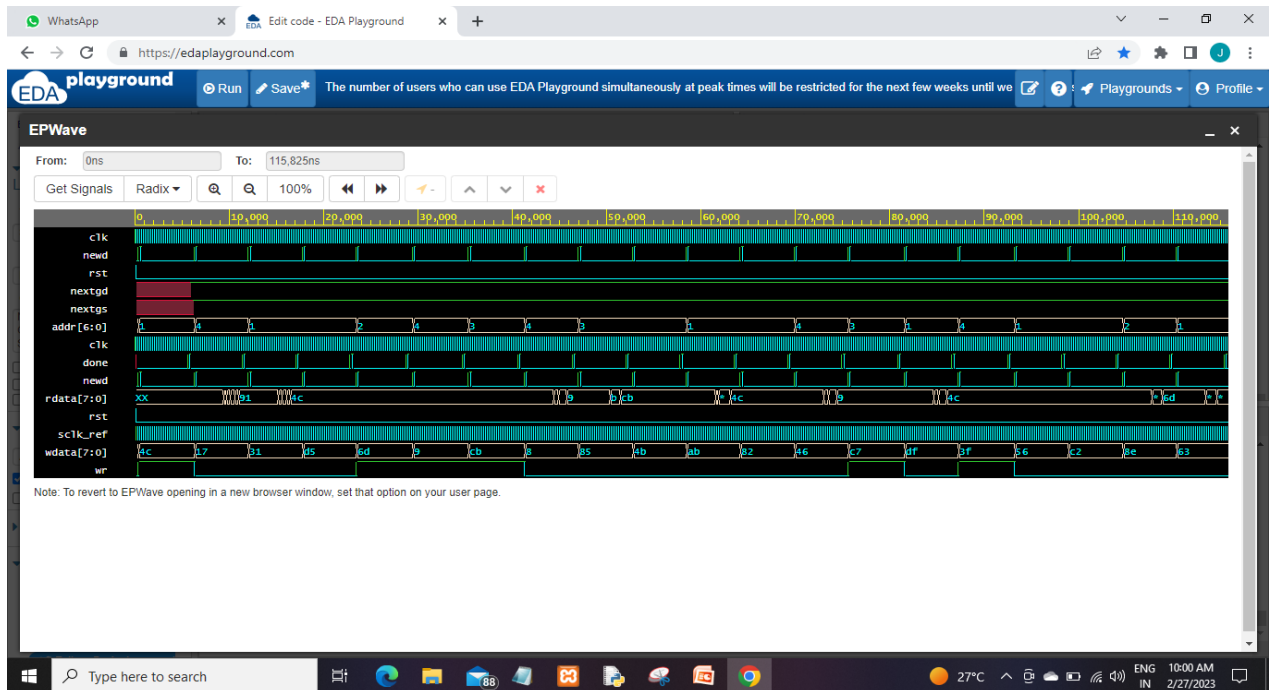 WhatsApp
EDA Edit code - EDA Playground
https://edaplayground.com
EDA playground Run Save* The number of users who can use EDA Playground simultaneously at peak times will be restricted for the next few weeks until we Playgrounds Profile
EPWave
From: 0ns To: 115,825ns
Get Signals Radix 100%
0 10,000 20,000 30,000 40,000 50,000 60,000 70,000 80,000 90,000 100,000 110,000
clk
newd
rst
nextgd
nextgs
addr[6:0] 1 4 1 2 4 3 4 3 1 4 3 1 4 1 2 1
clk
done
newd
rdata[7:0] XX 91 4c 9 b cb * 4c 9 4c * 6d * *
rst
sclk_ref
wdata[7:0] 4c 17 31 d5 6d 9 cb 8 85 4b ab 82 46 c7 df 3f 56 c2 8e 63
wr
Note: To revert to EPWave opening in a new browser window, set that option on your user page.
Type here to search 88 27°C ENG 10:00 AM
IN 2/27/2023